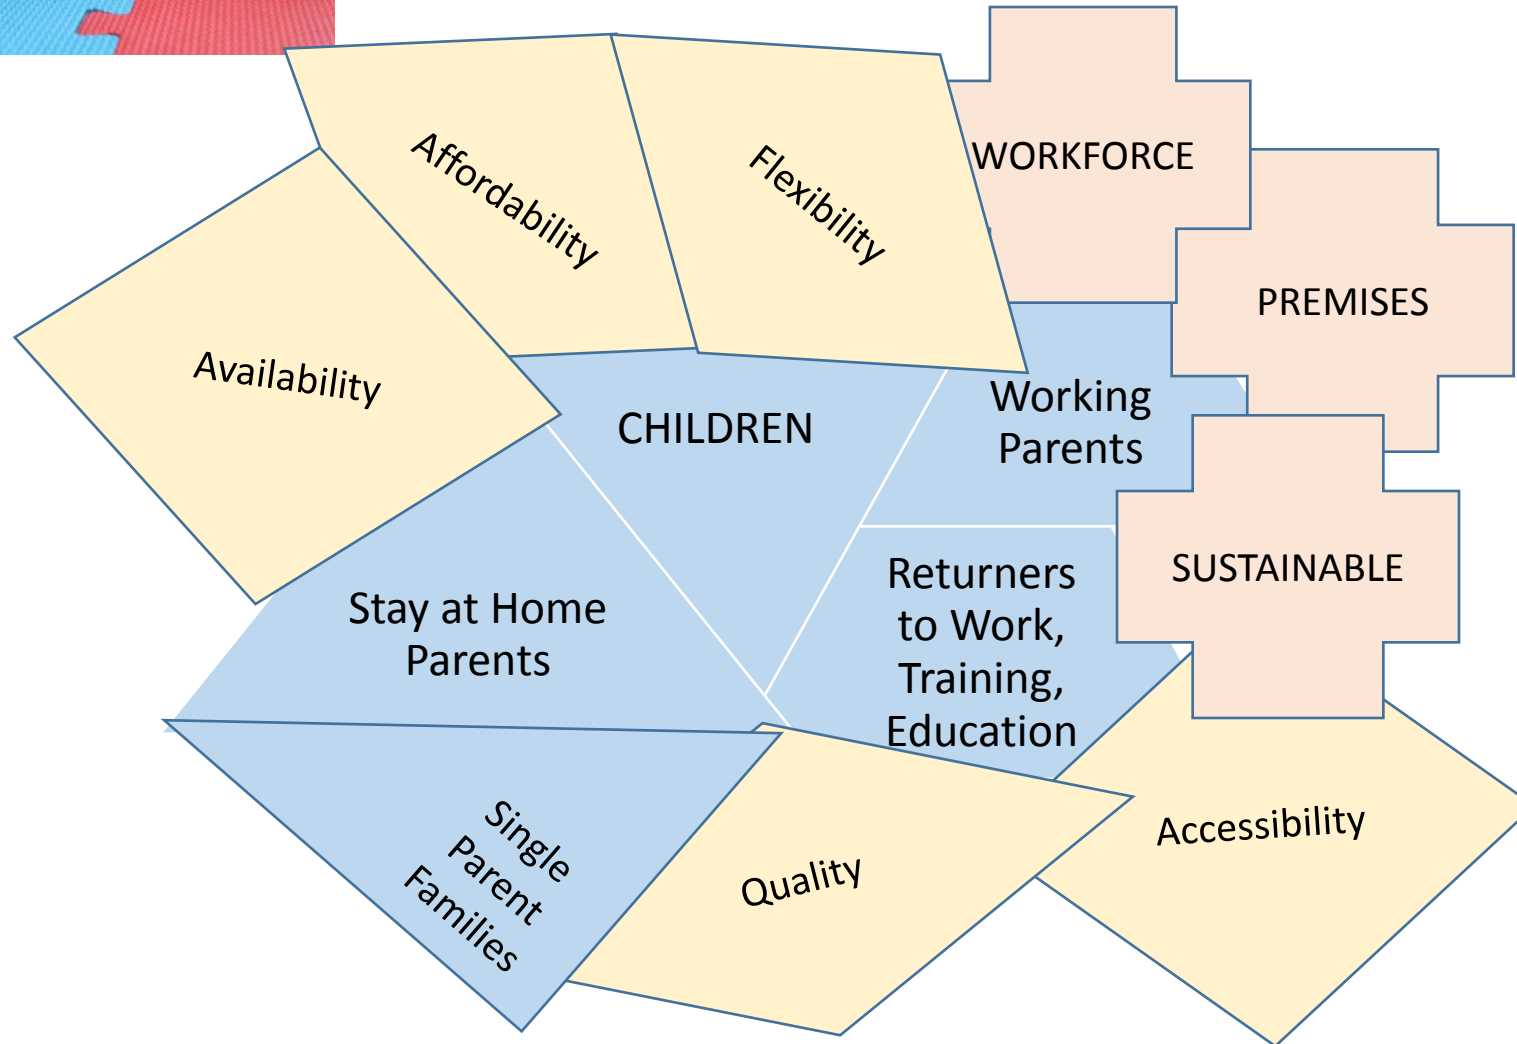 WORKFORCE
Affordability
Flexibility
PREMISES
Availability
CHILDREN
Working
Parents
SUSTAINABLE
Stay at Home
Parents
Returners
to Work,
Training,
Education
Single
Parent
Families
Quality
Accessibility